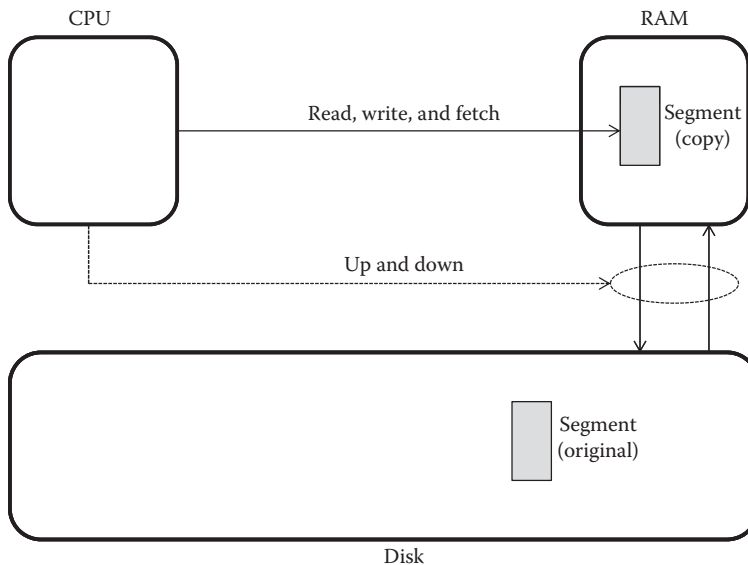 CPU
RAM
Read, write, and fetch
Segment
(copy)
Up and down
Segment
(original)
Disk